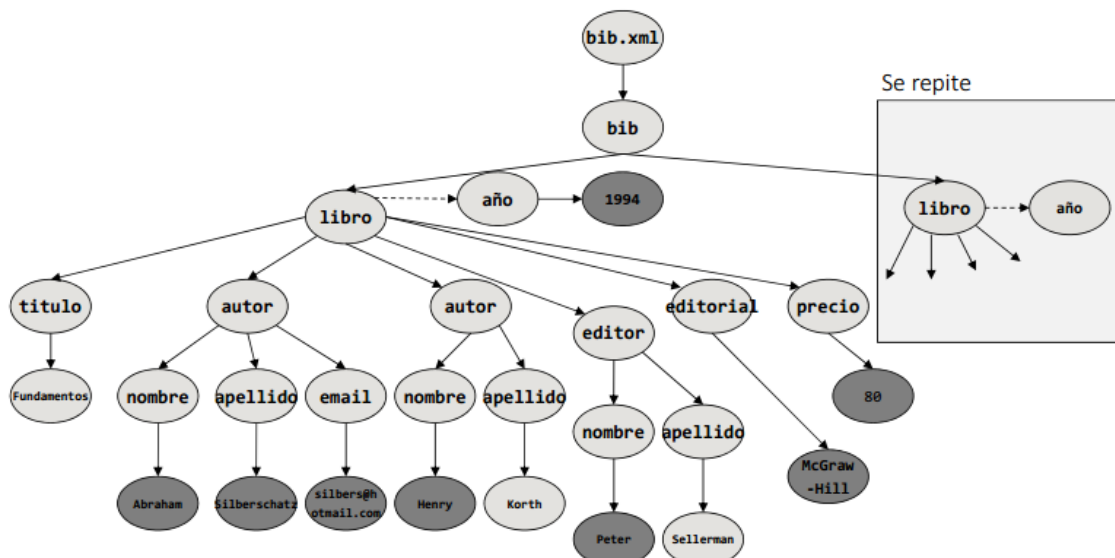 bib.xml
Se repite
bib
año
1994
libro
libro
año
titulo
autor
autor
editorial
precio
editor
Fundamentos
nombre
apellido
email
nombre
apellido
80
nombre
apellido
McGraw
-Hill
Abraham
Silberschatz
silbers@h
otmail.com
Henry
Korth
Peter
Sellerman